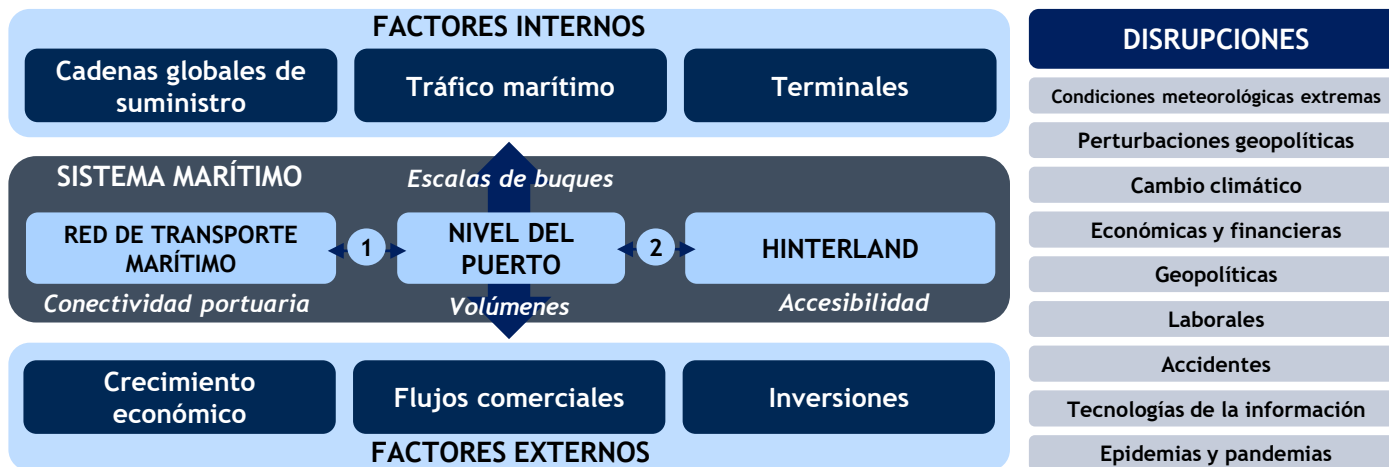 FACTORES INTERNOS
Cadenas globales de
suministro
Tráfico marítimo
Terminales
SISTEMA MARÍTIMO
Escalas de buques
RED DE TRANSPORTE
MARÍTIMO
1
NIVEL DEL
PUERTO
2
HINTERLAND
Conectividad portuaria
Volúmenes
Accesibilidad
Crecimiento
económico
Flujos comerciales
Inversiones
FACTORES EXTERNOS
DISRUPCIONES
Condiciones meteorológicas extremas
Perturbaciones geopolíticas
Cambio climático
Económicas y financieras
Geopolíticas
Laborales
Accidentes
Tecnologías de la información
Epidemias y pandemias